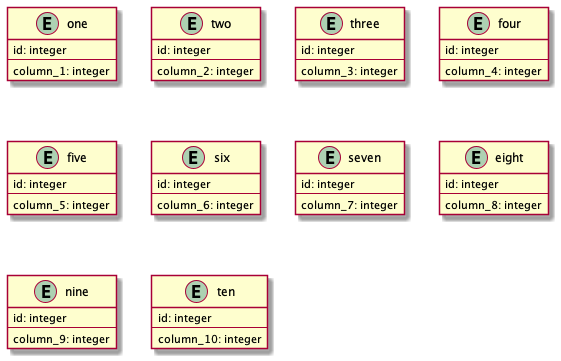 E one
id: integer
column_1: integer
E two
id: integer
column_2: integer
E three
id: integer
column_3: integer
E four
id: integer
column_4: integer
E five
id: integer
column_5: integer
E six
id: integer
column_6: integer
E seven
id: integer
column_7: integer
E eight
id: integer
column_8: integer
E nine
id: integer
column_9: integer
E ten
id: integer
column_10: integer